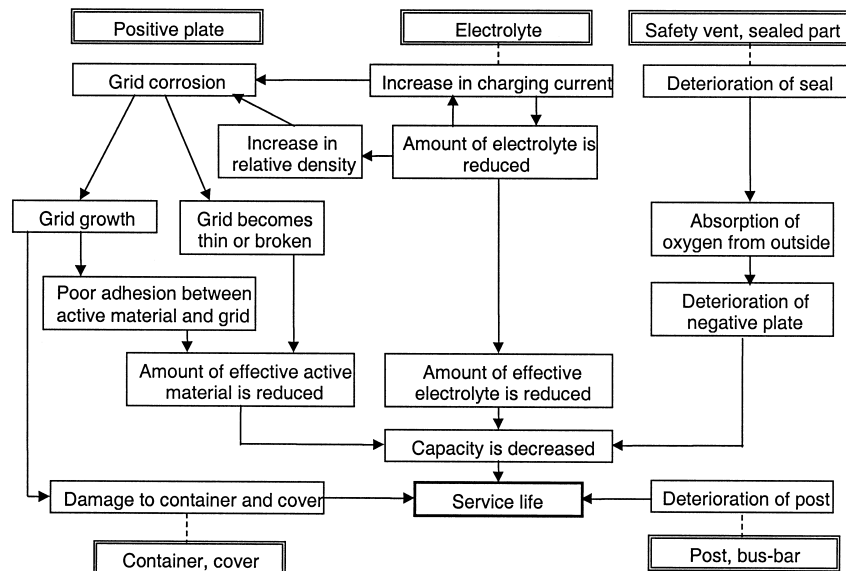 Positive plate
Electrolyte
Safety vent, sealed part
Grid corrosion
Increase in charging current
Deterioration of seal
Increase in
relative density
Amount of electrolyte is
reduced
Grid growth
Grid becomes
thin or broken
Absorption of
oxygen from outside
Poor adhesion between
active material and grid
Deterioration of
negative plate
Amount of effective active
material is reduced
Amount of effective
electrolyte is reduced
Capacity is decreased
Damage to container and cover
Service life
Deterioration of post
Container, cover
Post, bus-bar